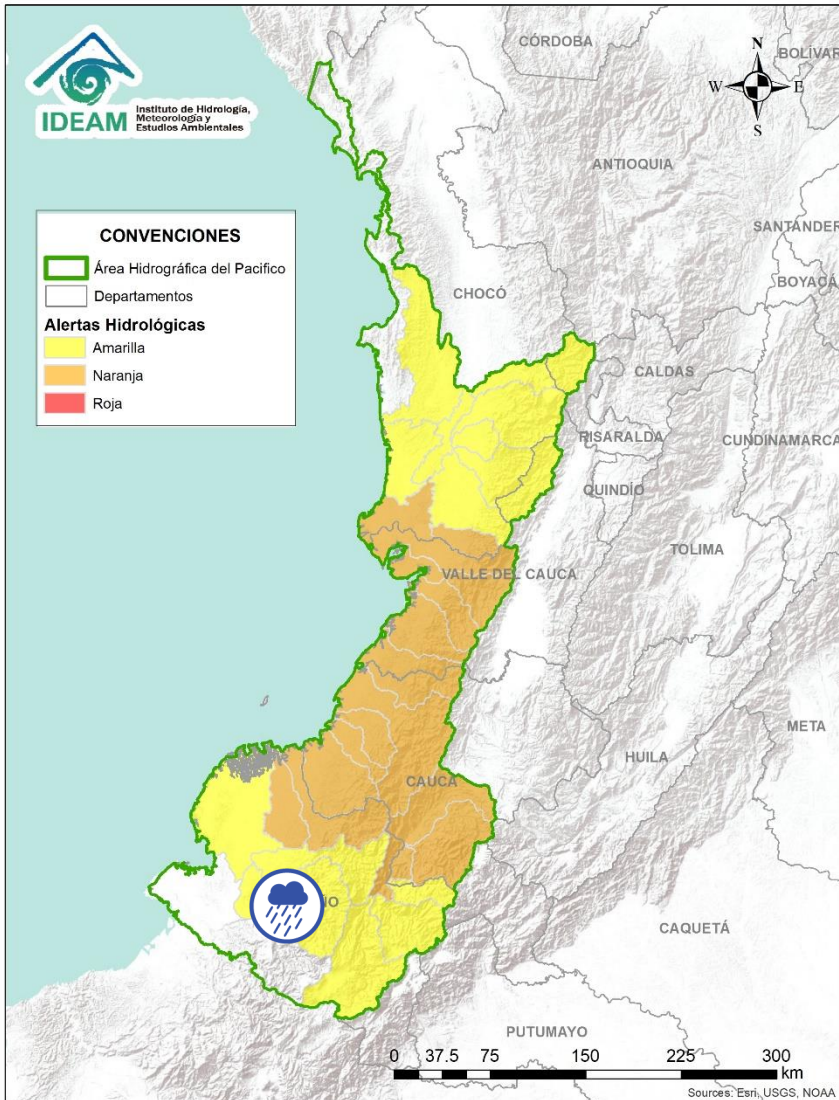 IDEAM
Instituto de Hidrología,
Meteorología y
Estudios Ambientales
CÓRDOBA
BOLÍVAR
N
W
E
S
ANTIOQUIA
SANTANDER
CONVENCIONES
Área Hidrográfica del Pacifico
Departamentos
Alertas Hidrológicas
Amarilla
Naranja
Roja
BOYACÁ
CHOCÓ
CALDAS
RISARALDA
CUNDINAMARCA
QUINDÍO
TOLIMA
VALLE DEL CAUCA
META
HUILA
CAUCA
CAQUETÁ
PUTUMAYO
0 37.5 75 150 225 300
km
Sources: Esri, USGS, NOAA